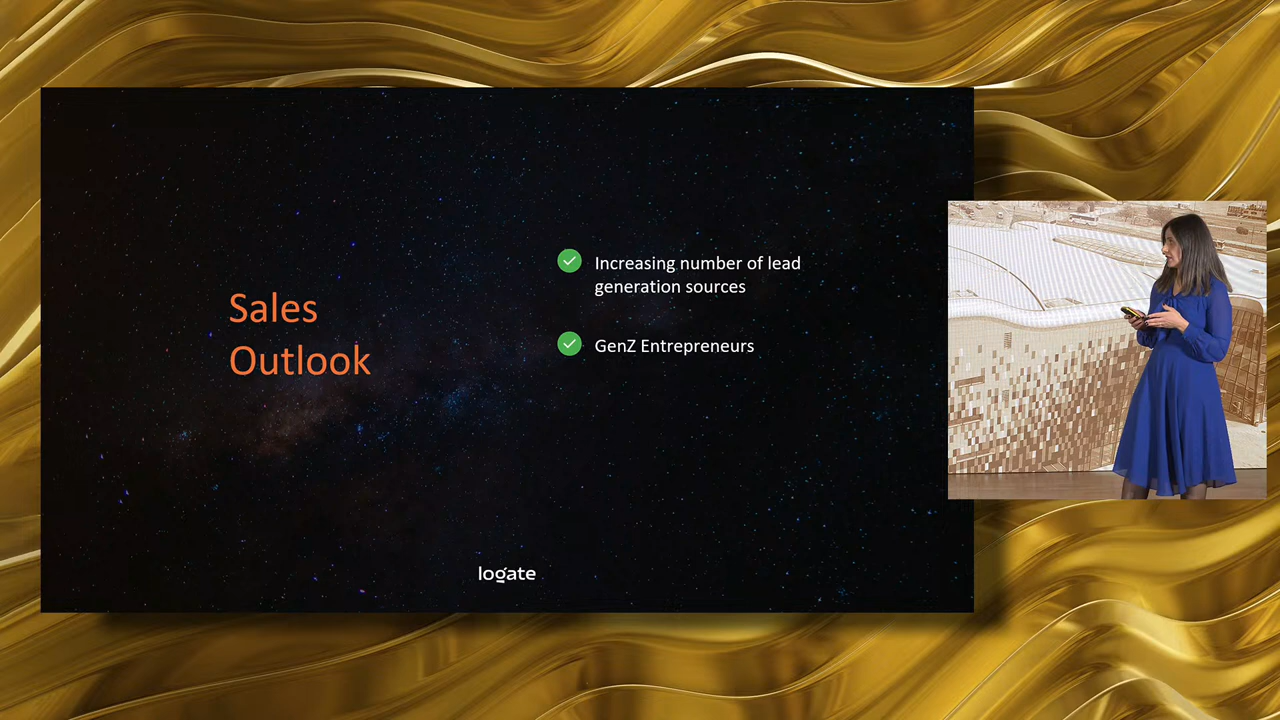 Sales
Outlook
Increasing number of lead
generation sources
GenZ Entrepreneurs
logate